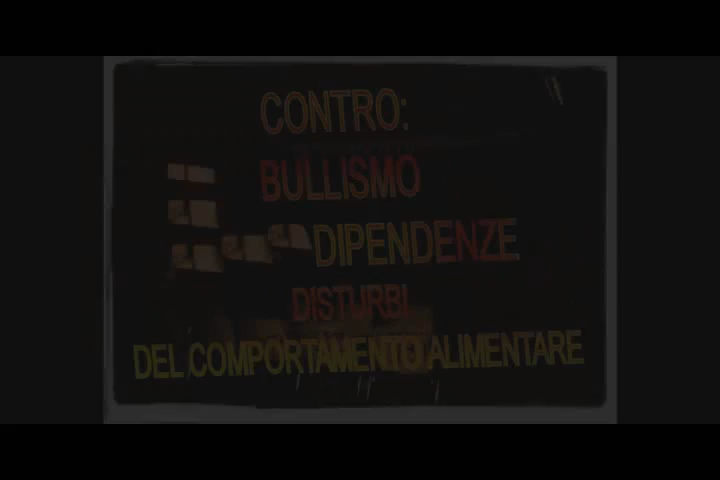 CONTRO:
BULLISMO
DIPENDENZE
DISTURBI
DEL COMPORTAMENTO ALIMENTARE